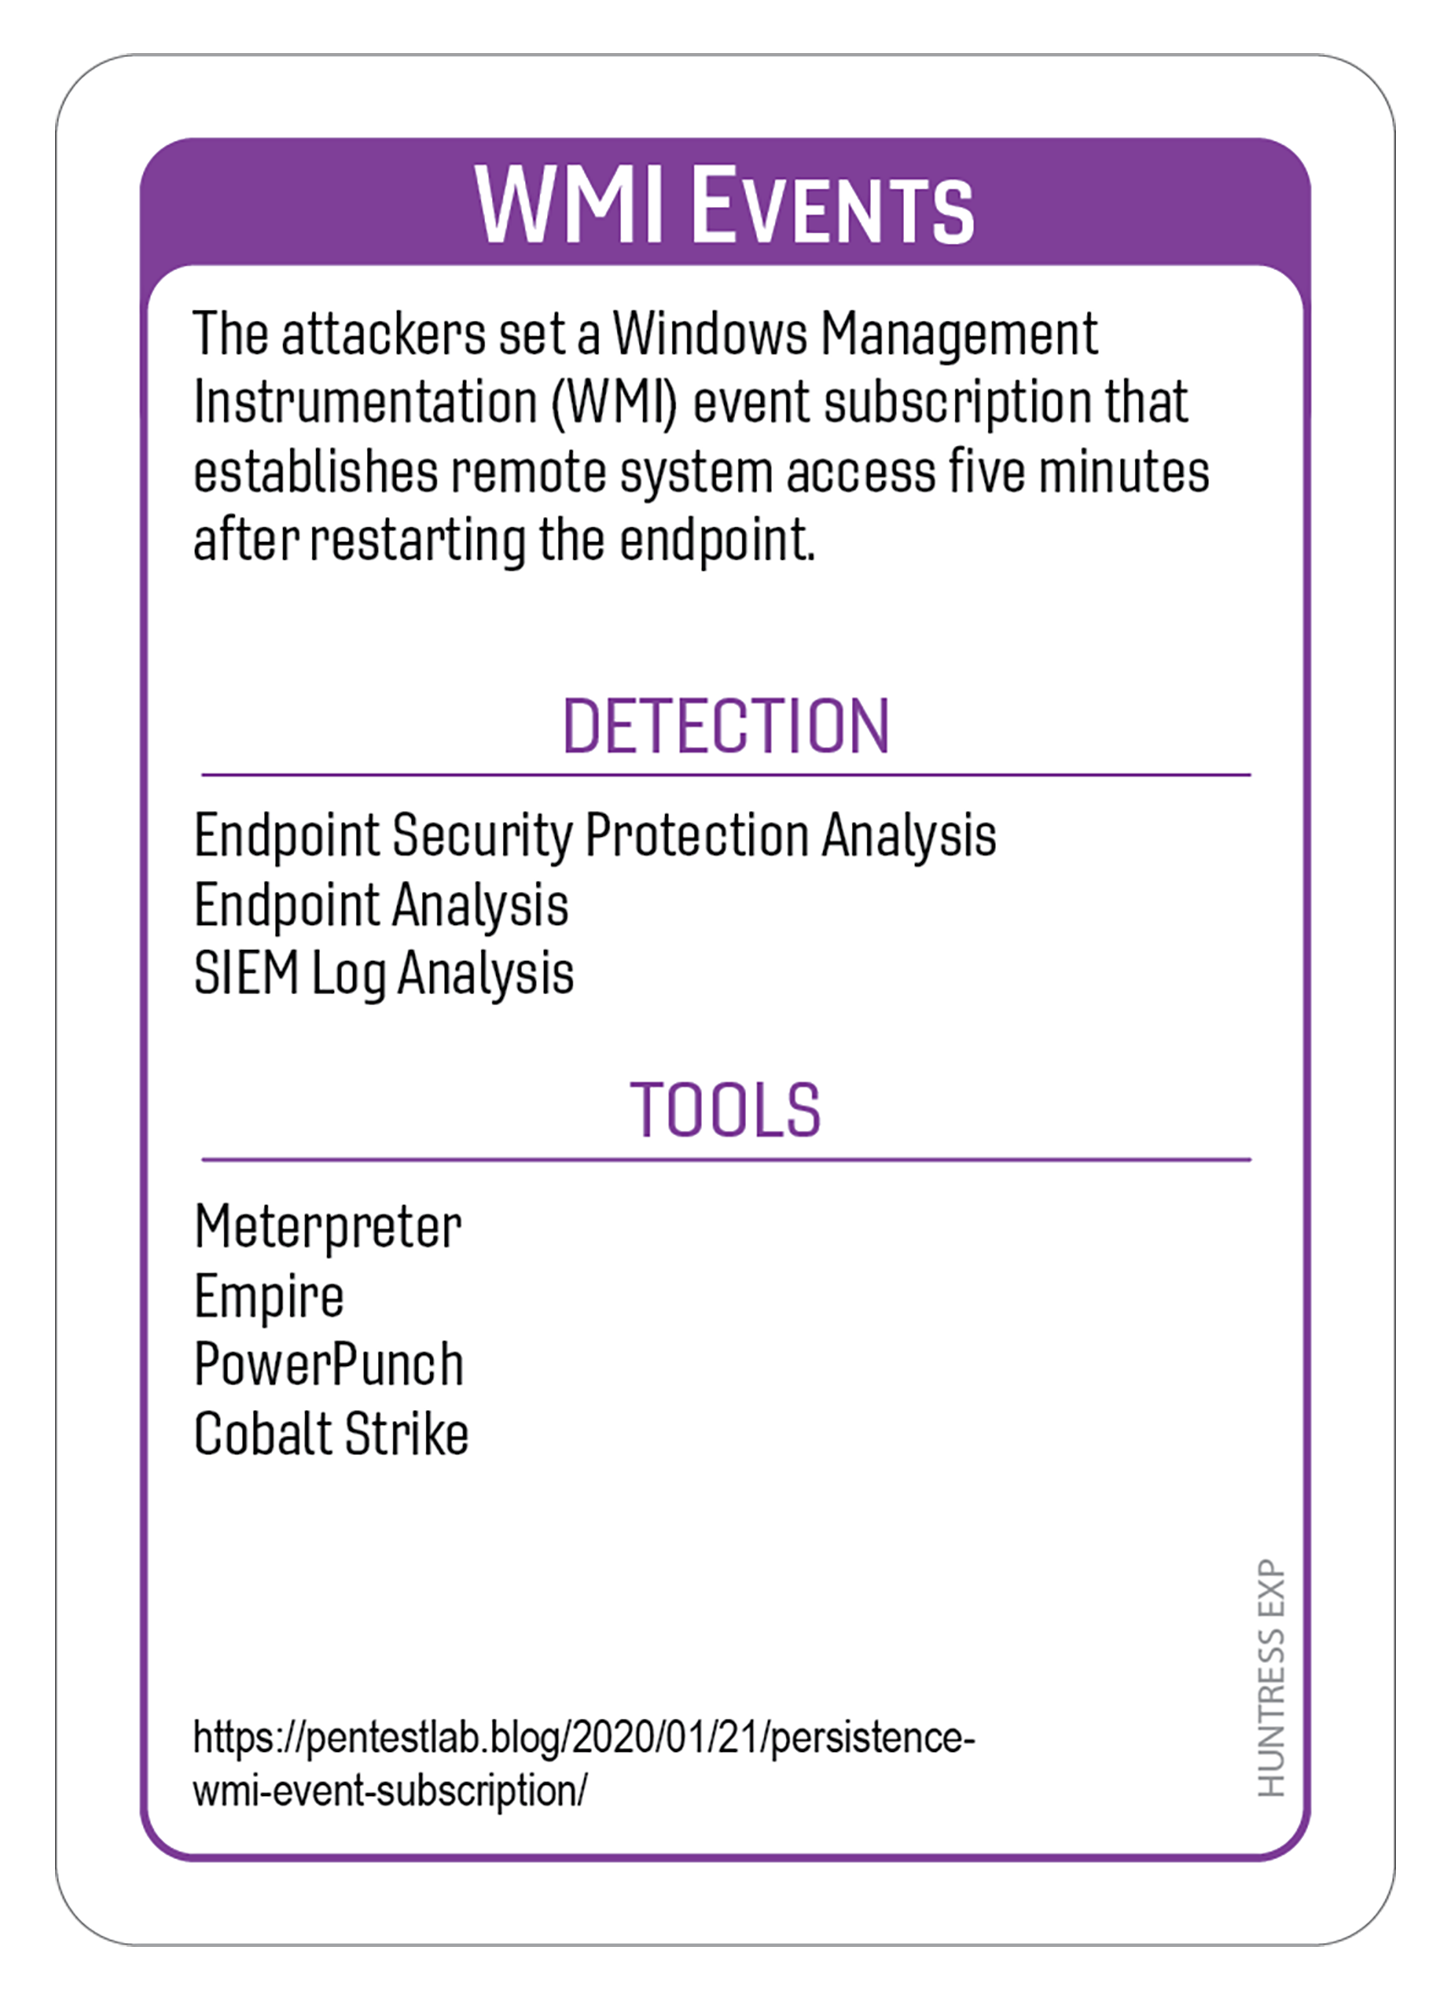 WMI EVENTS
The attackers set a Windows Management
Instrumentation (WMI) event subscription that
establishes remote system access five minutes
after restarting the endpoint.
DETECTION
Endpoint Security Protection Analysis
Endpoint Analysis
SIEM Log Analysis
TOOLS
Meterpreter
Empire
PowerPunch
Cobalt Strike
HUNTRESS EXP
https://pentestlab.blog/2020/01/21/persistence-
wmi-event-subscription/